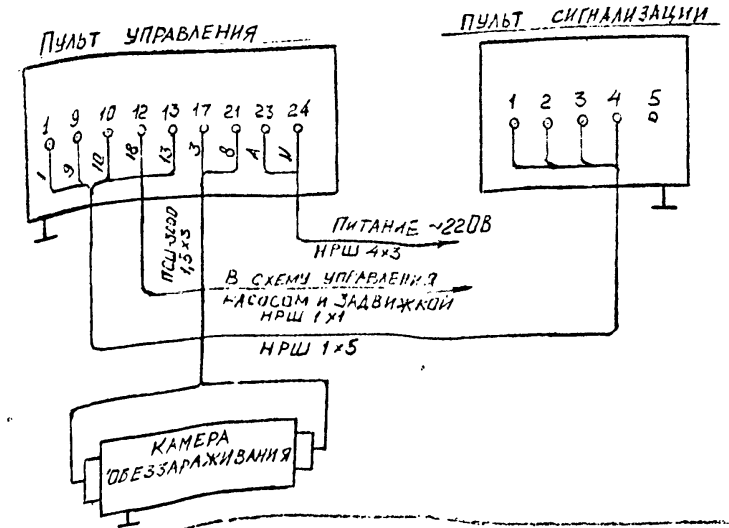 ПУЛЬТ УПРАВЛЕНИЯ
ПУЛЬТ СИГНАЛИЗАЦИИ
1 9 10 12 13 17 21 23 24
1 2 3 4 5
1 9 10 18 13 3 8 А И
ПИТАНИЕ ~220В
НРШ 4×3
1,5×3
В СХЕМУ УПРАВЛЕНИЯ
НАСОСОМ И ЗАДВИЖКОЙ
НРШ 1×1
НРШ 1×5
КАМЕРА
ОБЕЗЗАРАЖИВАНИЯ